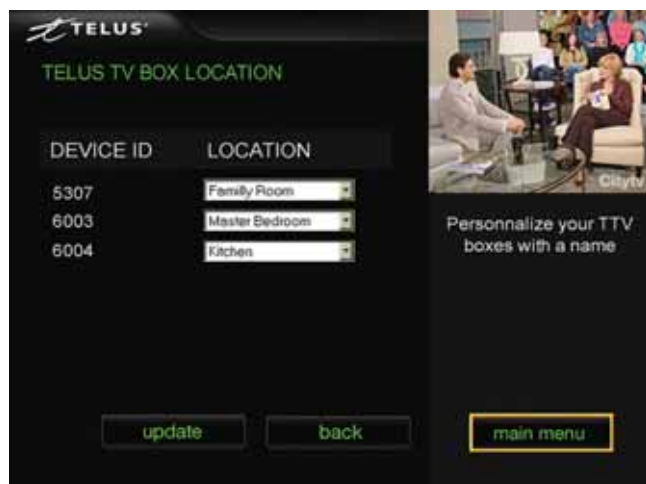 TELUS
TELUS TV BOX LOCATION
DEVICE ID LOCATION
5307 Familly Room
6003 Master Bedroom
6004 Kitchen
Citytv
Personnalize your TTV
boxes with a name
update back main menu